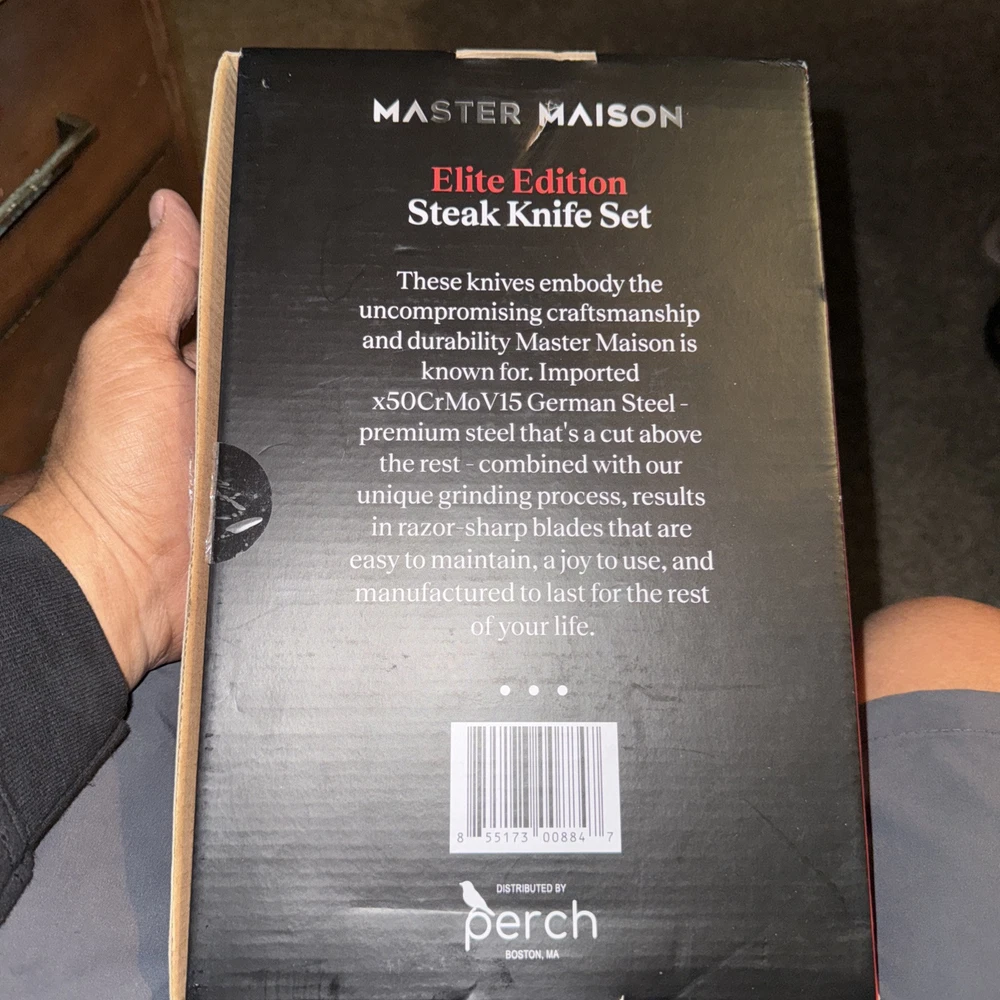 MASTER MAISON
Elite Edition
Steak Knife Set
These knives embody the
uncompromising craftsmanship
and durability Master Maison is
known for. Imported
x50CrMoV15 German Steel -
premium steel that's a cut above
the rest - combined with our
unique grinding process, results
in razor-sharp blades that are
easy to maintain, a joy to use, and
manufactured to last for the rest
of your life.
8 55173 00884 7
DISTRIBUTED BY
perch
BOSTON, MA